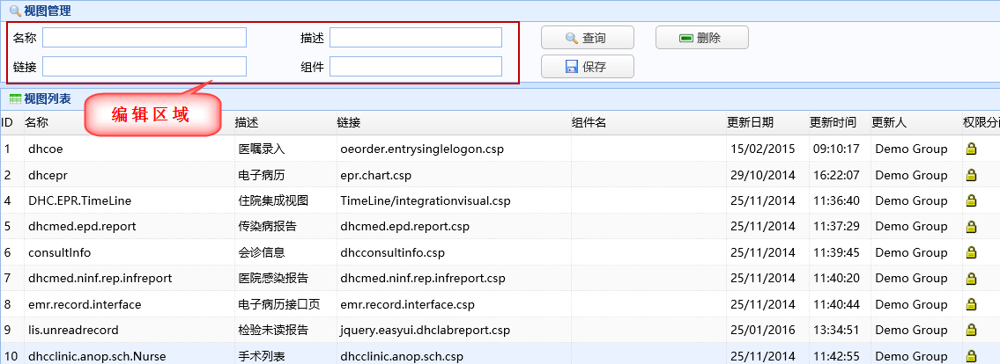 视图管理
名称 描述 查询 删除
链接 组件 保存
视图列表
编辑区域
ID 名称 描述 链接 组件名 更新日期 更新时间 更新人 权限分
1 dhcoe 医嘱录入 oeorder.entrysinglelogon.csp 15/02/2015 09:10:17 Demo Group
2 dhcepr 电子病历 epr.chart.csp 29/10/2014 16:22:07 Demo Group
4 DHC.EPR.TimeLine 住院集成视图 TimeLine/integrationvisual.csp 25/11/2014 11:36:40 Demo Group
5 dhcmed.epd.report 传染病报告 dhcmed.epd.report.csp 25/11/2014 11:37:29 Demo Group
6 consultInfo 会诊信息 dhcconsultinfo.csp 25/11/2014 11:39:45 Demo Group
7 dhcmed.ninf.rep.infreport 医院感染报告 dhcmed.ninf.rep.infreport.csp 25/11/2014 11:40:20 Demo Group
8 emr.record.interface 电子病历接口页 emr.record.interface.csp 25/11/2014 11:40:44 Demo Group
9 lis.unreadrecord 检验未读报告 jquery.easyui.dhclabreport.csp 25/01/2016 13:34:51 Demo Group
10 dhcclinic.anop.sch.Nurse 手术列表 dhcclinic.anop.sch.csp 25/11/2014 11:42:55 Demo Group